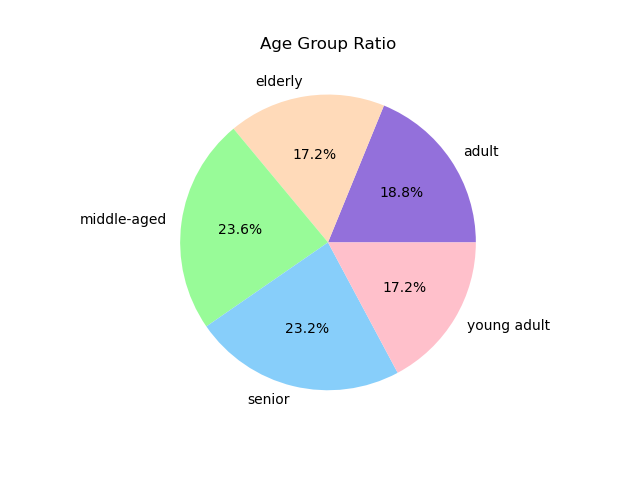 Age Group Ratio
elderly
adult
17.2%
18.8%
middle-aged
23.6%
17.2%
23.2%
young adult
senior